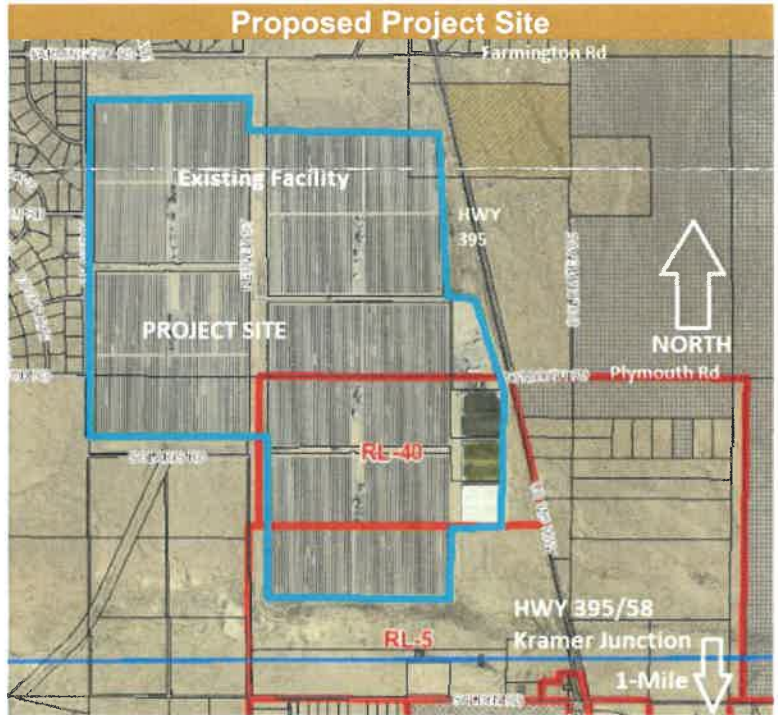 Proposed Project Site
Farmington Rd
Existing Facility
HWY
395
PROJECT SITE
NORTH
Plymouth Rd
RL-40
HWY 395/58
Kramer Junction
RL-5
1-Mile